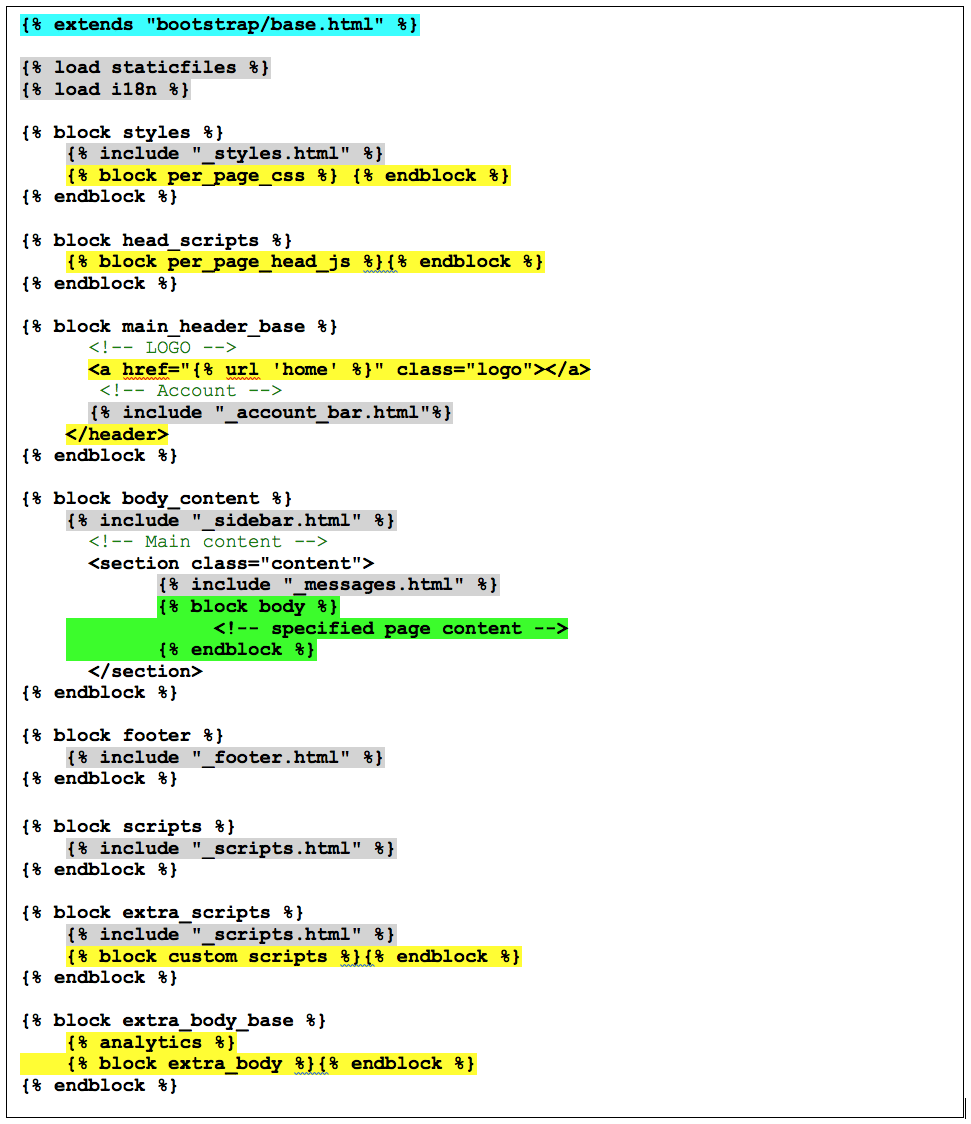 {% extends "bootstrap/base.html" %}
{% load staticfiles %}
{% load i18n %}
{% block styles %}
{% include "_styles.html" %}
{% block per_page_css %} {% endblock %}
{% endblock %}
{% block head_scripts %}
{% block per_page_head_js %}{% endblock %}
{% endblock %}
{% block main_header_base %}
<!-- LOGO -->
<a href="{% url 'home' %}" class="logo"></a>
<!-- Account -->
{% include "_account_bar.html"%}
</header>
{% endblock %}
{% block body_content %}
{% include "_sidebar.html" %}
<!-- Main content -->
<section class="content">
{% include "_messages.html" %}
{% block body %}
<!-- specified page content -->
{% endblock %}
</section>
{% endblock %}
{% block footer %}
{% include "_footer.html" %}
{% endblock %}
{% block scripts %}
{% include "_scripts.html" %}
{% endblock %}
{% block extra_scripts %}
{% include "_scripts.html" %}
{% block custom scripts %}{% endblock %}
{% endblock %}
{% block extra_body_base %}
{% analytics %}
{% block extra_body %}{% endblock %}
{% endblock %}